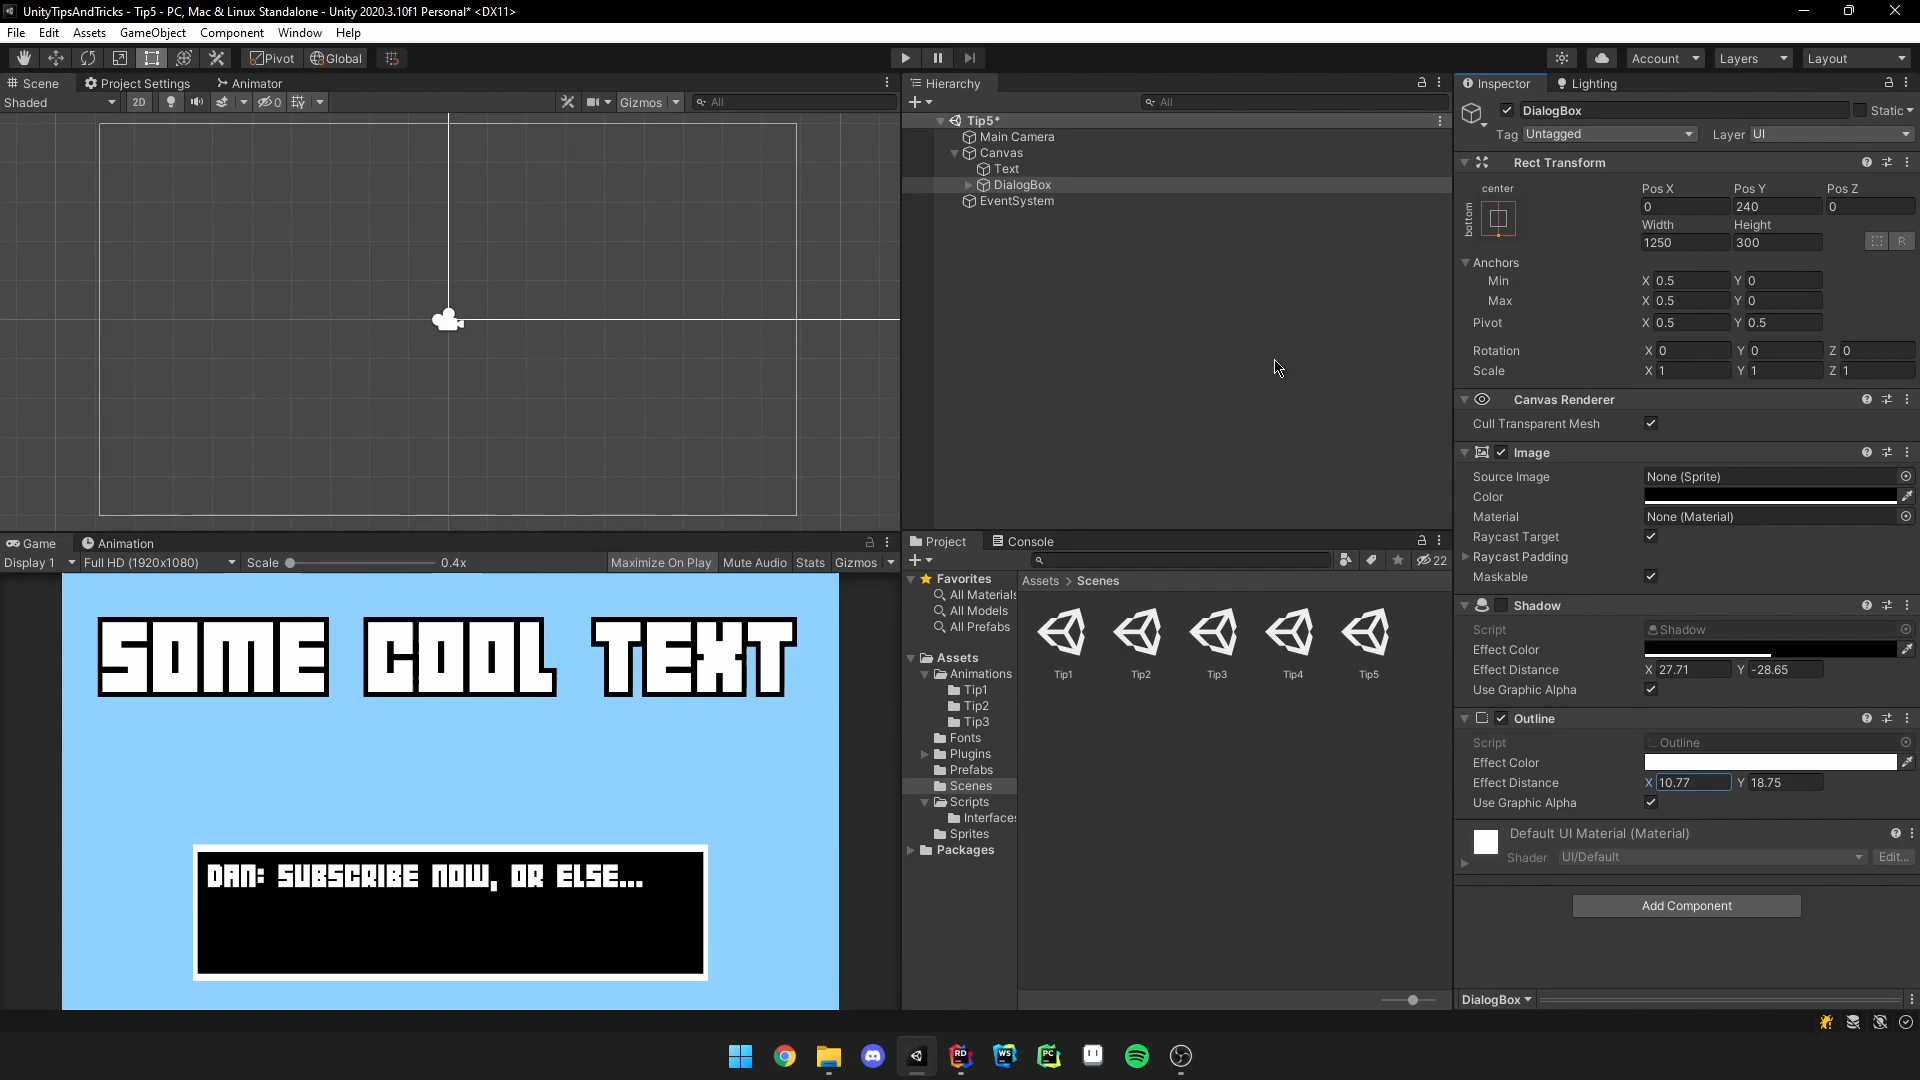 UnityTipsAndTricks - Tip5 - PC, Mac & Linux Standalone - Unity 2020.3.10f1 Personal* <DX11>
File Edit Assets GameObject Component Window Help
Pivot Global Account Layers Layout
Scene Project Settings Animator
Shaded 2D 0 Gizmos All
Hierarchy
All
Tip5*
Main Camera
Canvas
Text
DialogBox
EventSystem
Game Animation
Display 1 Full HD (1920x1080) Scale 0.4x Maximize On Play Mute Audio Stats Gizmos
SOME COOL TEXT
DAN: SUBSCRIBE NOW, OR ELSE...
Project Console
22
Favorites
All Materials
All Models
All Prefabs
Assets
Animations
Tip1
Tip2
Tip3
Fonts
Plugins
Prefabs
Scenes
Scripts
Interfaces
Sprites
Packages
Assets > Scenes
Tip1 Tip2 Tip3 Tip4 Tip5
Inspector Lighting
DialogBox Static
Tag Untagged Layer UI
Rect Transform
center
bottom
Pos X Pos Y Pos Z
0 240 0
Width Height
1250 300
R
Anchors
Min X 0.5 Y 0
Max X 0.5 Y 0
Pivot X 0.5 Y 0.5
Rotation X 0 Y 0 Z 0
Scale X 1 Y 1 Z 1
Canvas Renderer
Cull Transparent Mesh
Image
Source Image None (Sprite)
Color
Material None (Material)
Raycast Target
Raycast Padding
Maskable
Shadow
Script Shadow
Effect Color
Effect Distance X 27.71 Y -28.65
Use Graphic Alpha
Outline
Script Outline
Effect Color
Effect Distance X 10.77 Y 18.75
Use Graphic Alpha
Default UI Material (Material)
Shader UI/Default Edit...
Add Component
DialogBox
RD WS PC